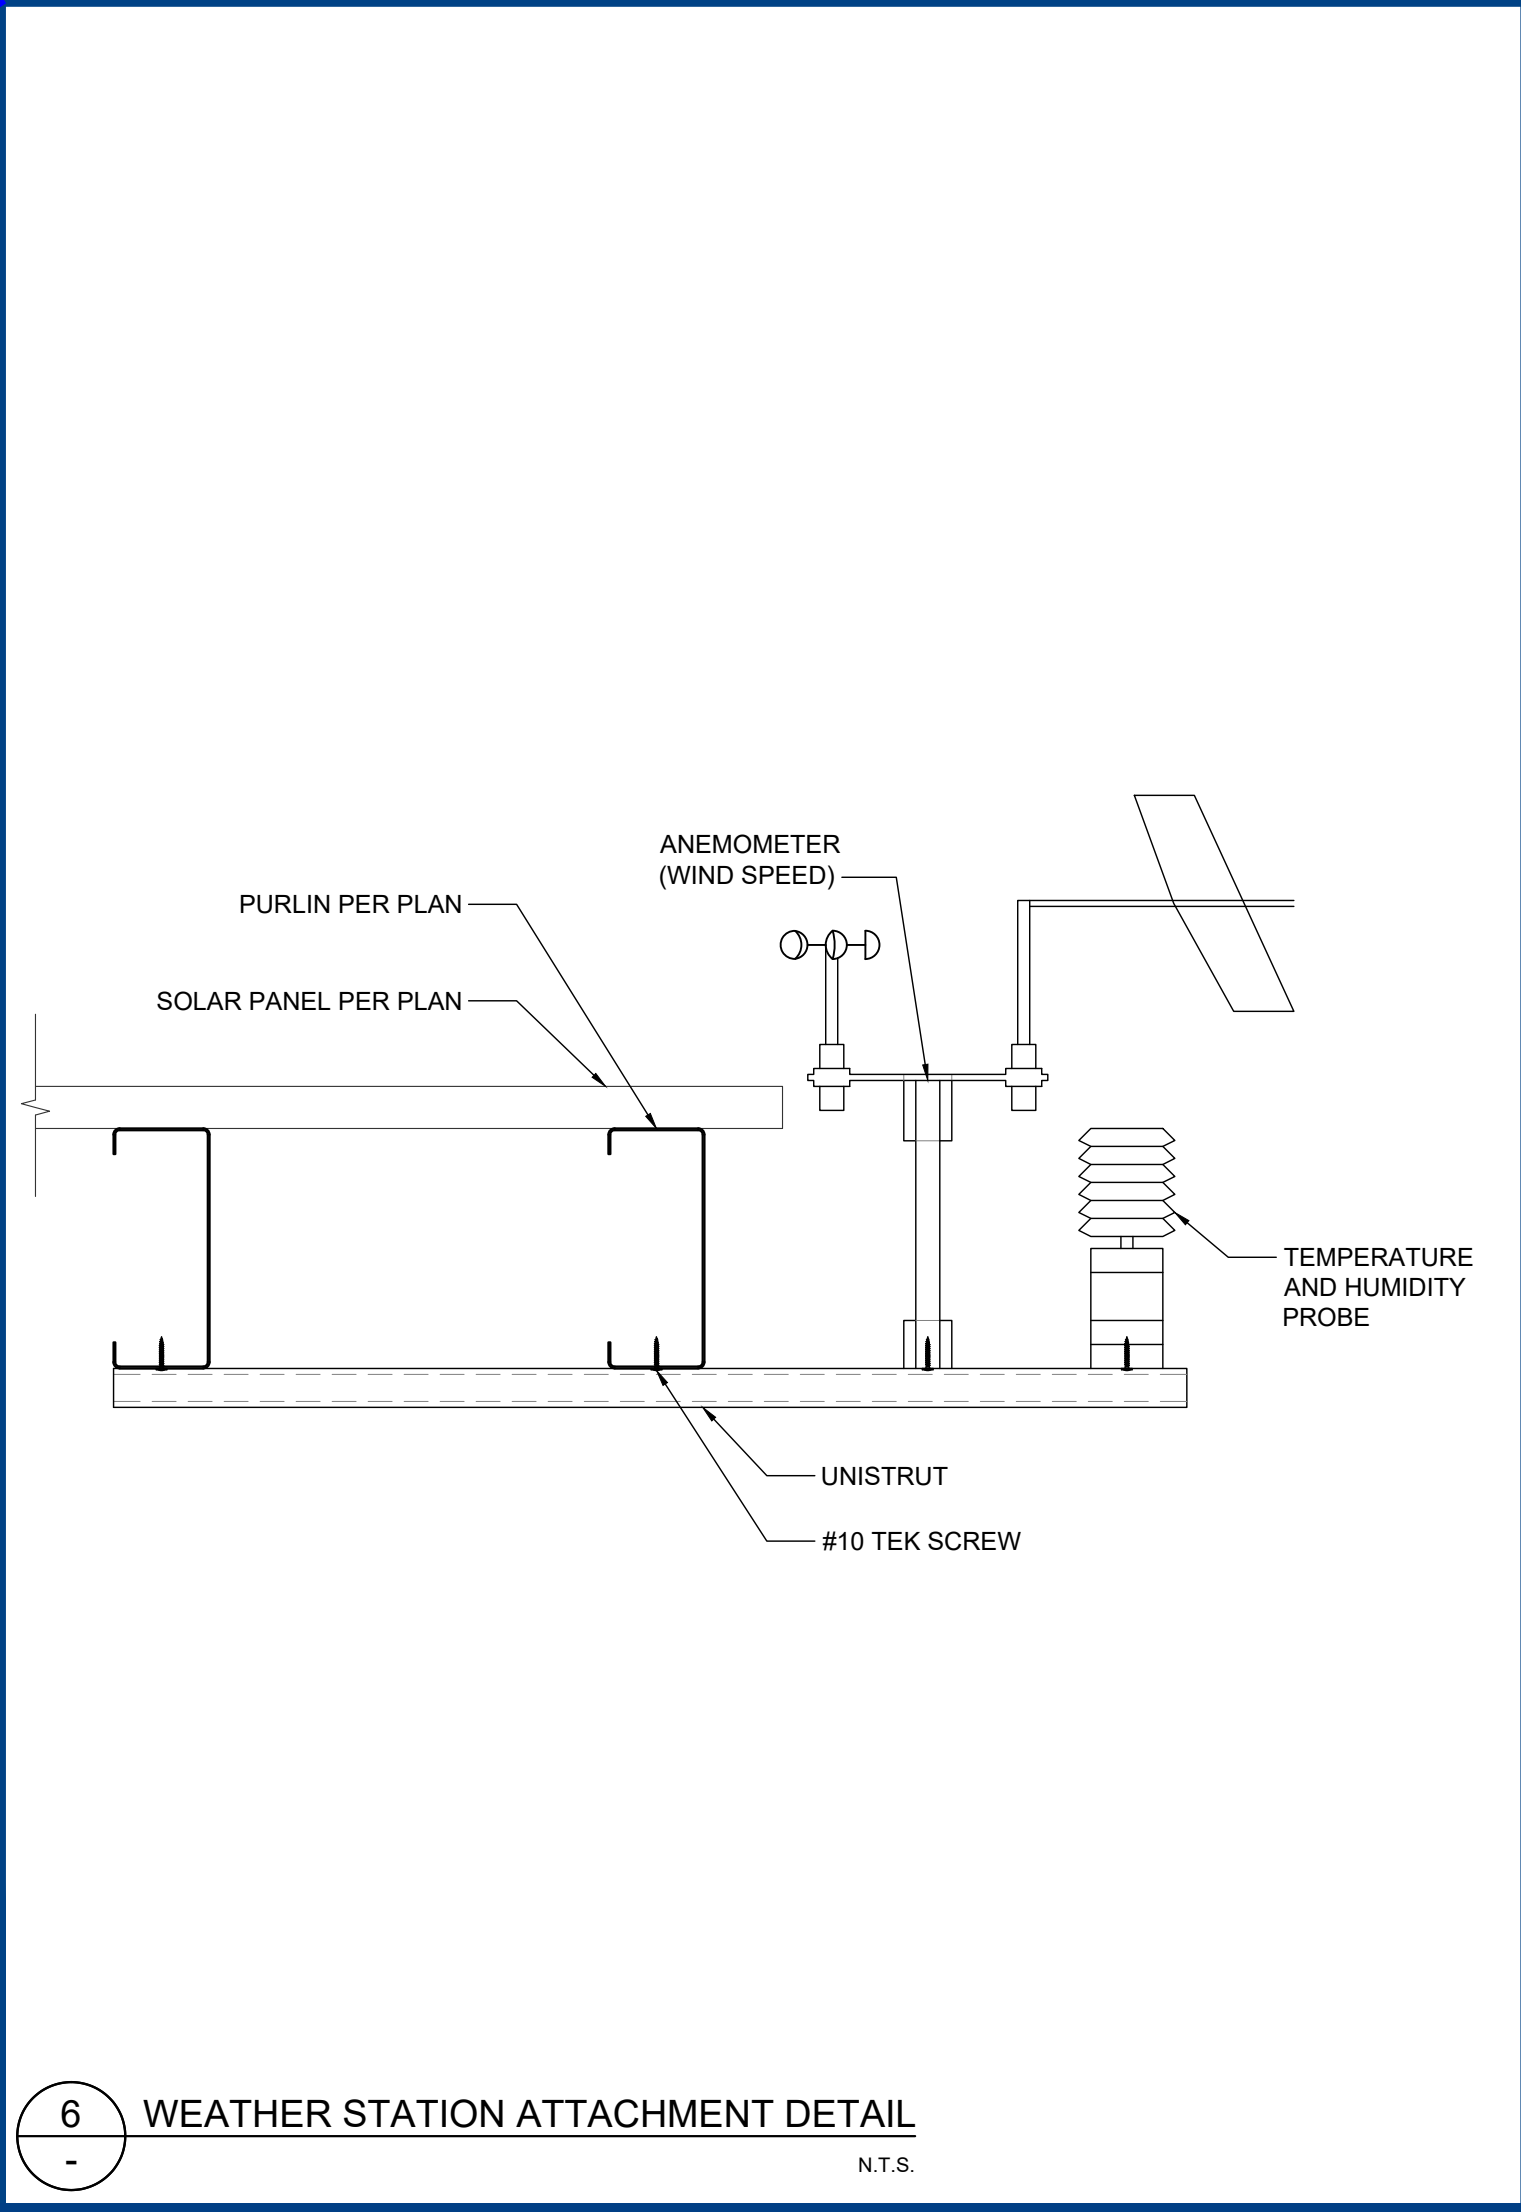 ANEMOMETER
(WIND SPEED)
PURLIN PER PLAN
SOLAR PANEL PER PLAN
TEMPERATURE
AND HUMIDITY
PROBE
UNISTRUT
#10 TEK SCREW
6
-
WEATHER STATION ATTACHMENT DETAIL
N.T.S.